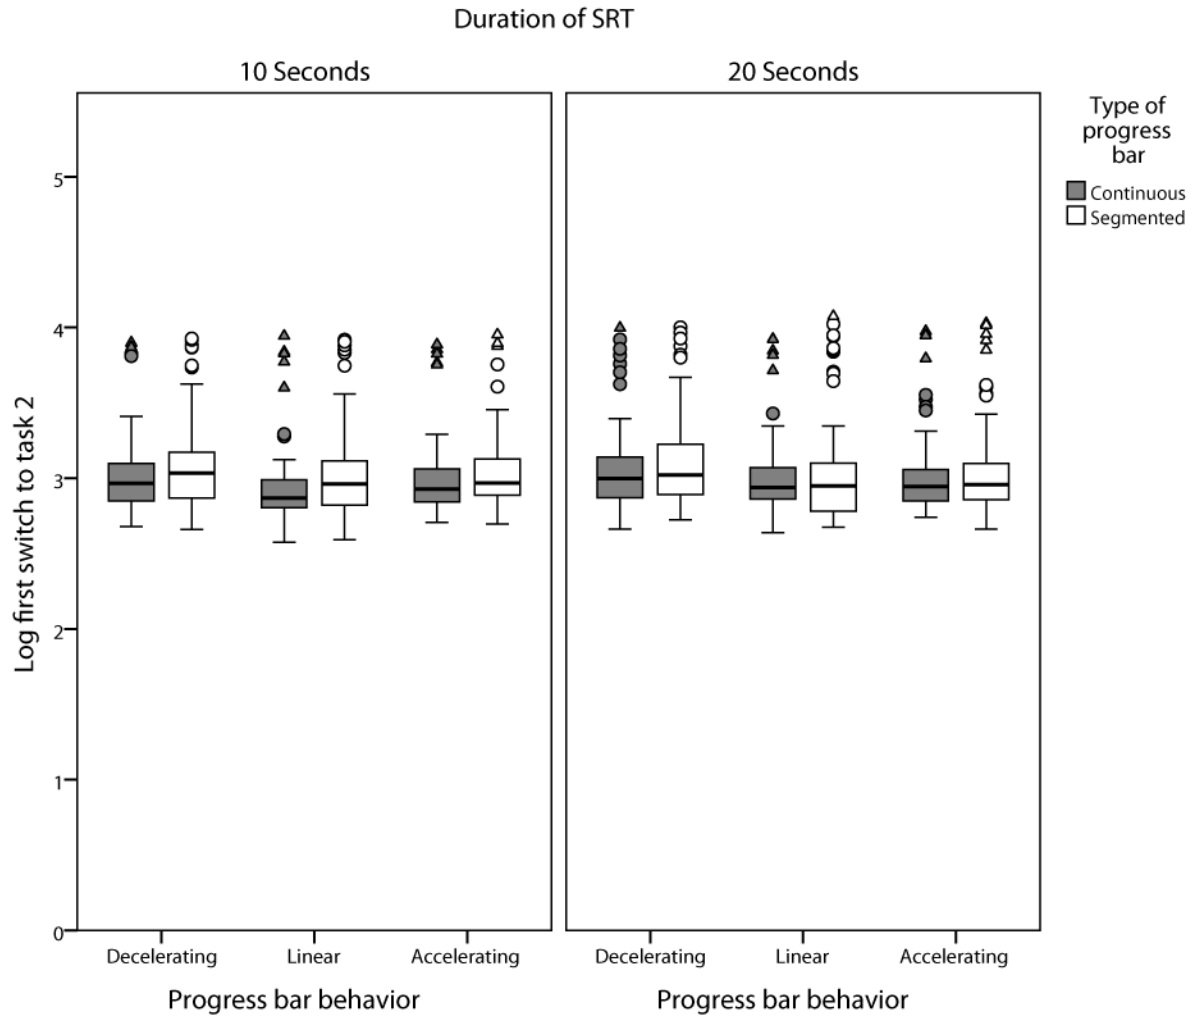 Duration of SRT
10 Seconds
20 Seconds
Type of
progress
bar
Continuous
Segmented
Log first switch to task 2
5
4
3
2
1
0
Decelerating
Linear
Accelerating
Decelerating
Linear
Accelerating
Progress bar behavior
Progress bar behavior